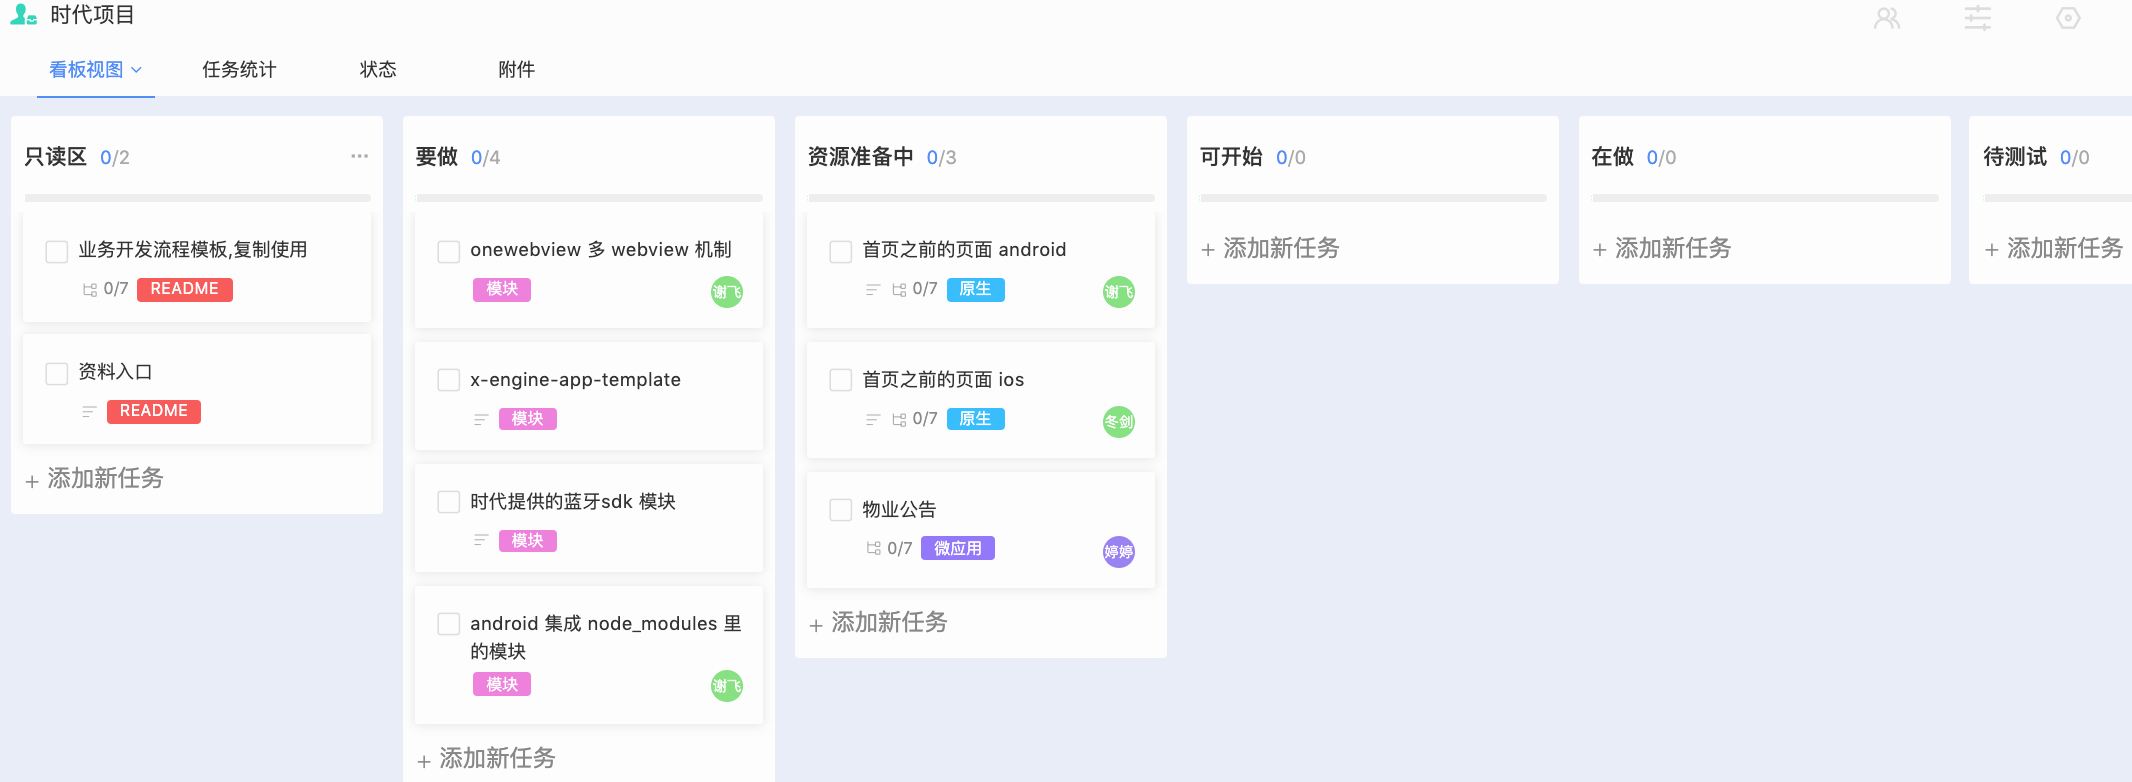 时代项目
看板视图
任务统计
状态
附件
只读区 0/2
业务开发流程模板,复制使用
0/7 README
资料入口
README
+ 添加新任务
要做 0/4
onewebview 多 webview 机制
模块
谢飞
x-engine-app-template
模块
时代提供的蓝牙sdk 模块
模块
android 集成 node_modules 里
的模块
模块
谢飞
+ 添加新任务
资源准备中 0/3
首页之前的页面 android
0/7 原生
谢飞
首页之前的页面 ios
0/7 原生
冬剑
物业公告
0/7 微应用
婷婷
+ 添加新任务
可开始 0/0
+ 添加新任务
在做 0/0
+ 添加新任务
待测试 0/0
+ 添加新任务